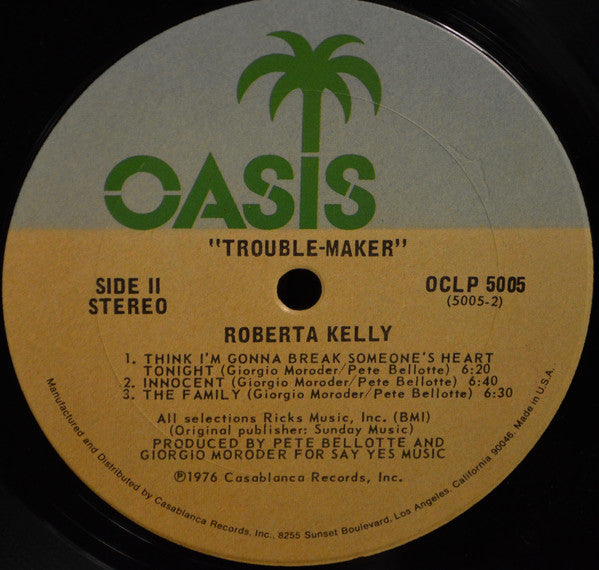 OASIS
"TROUBLE-MAKER"
SIDE II
STEREO
OCLP 5005
(5005-2)
ROBERTA KELLY
1. THINK I'M GONNA BREAK SOMEONE'S HEART
TONIGHT (Giorgio Moroder/Pete Bellotte) 6:20
2. INNOCENT (Giorgio Moroder/Pete Bellotte) 6:40
3. THE FAMILY (Giorgio Moroder/Pete Bellotte) 6:30
All selections Ricks Music, Inc. (BMI)
(Original publisher: Sunday Music)
PRODUCED BY PETE BELLOTTE AND
GIORGIO MORODER FOR SAY YES MUSIC
℗1976 Casablanca Records, Inc.
Manufactured and Distributed by Casablanca Records, Inc., 8255 Sunset Boulevard, Los Angeles, California 90046, Made in U.S.A.